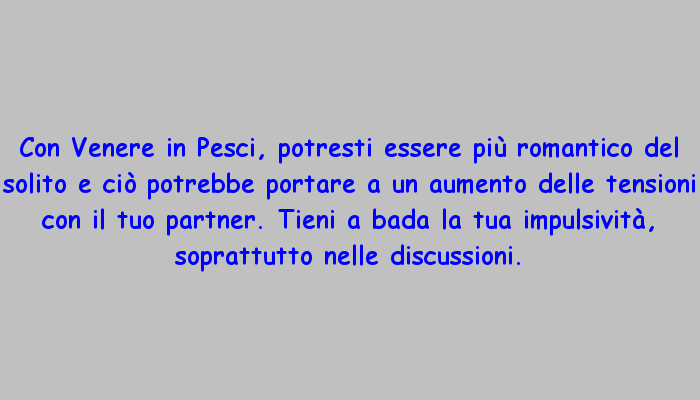 Con Venere in Pesci, potresti essere più romantico del
solito e ciò potrebbe portare a un aumento delle tensioni
con il tuo partner. Tieni a bada la tua impulsività,
soprattutto nelle discussioni.